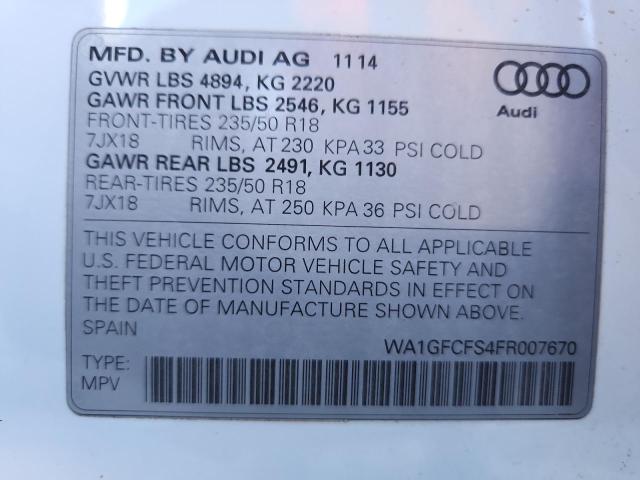 MFD. BY AUDI AG 11 14
GVWR LBS 4894, KG 2220
GAWR FRONT LBS 2546, KG 1155
FRONT-TIRES 235/50 R18
7JX18 RIMS, AT 230 KPA 33 PSI COLD
GAWR REAR LBS 2491, KG 1130
REAR-TIRES 235/50 R18
7JX18 RIMS, AT 250 KPA 36 PSI COLD
Audi
THIS VEHICLE CONFORMS TO ALL APPLICABLE
U.S. FEDERAL MOTOR VEHICLE SAFETY AND
THEFT PREVENTION STANDARDS IN EFFECT ON
THE DATE OF MANUFACTURE SHOWN ABOVE.
SPAIN
WA1GFCFS4FR007670
TYPE:
MPV